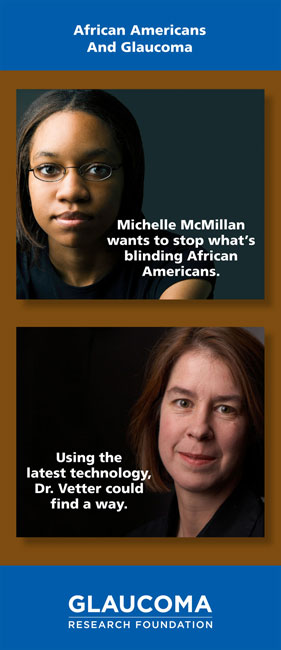 African Americans
And Glaucoma
Michelle McMillan
wants to stop what's
blinding African
Americans.
Using the
latest technology,
Dr. Vetter could
find a way.
GLAUCOMA
RESEARCH FOUNDATION